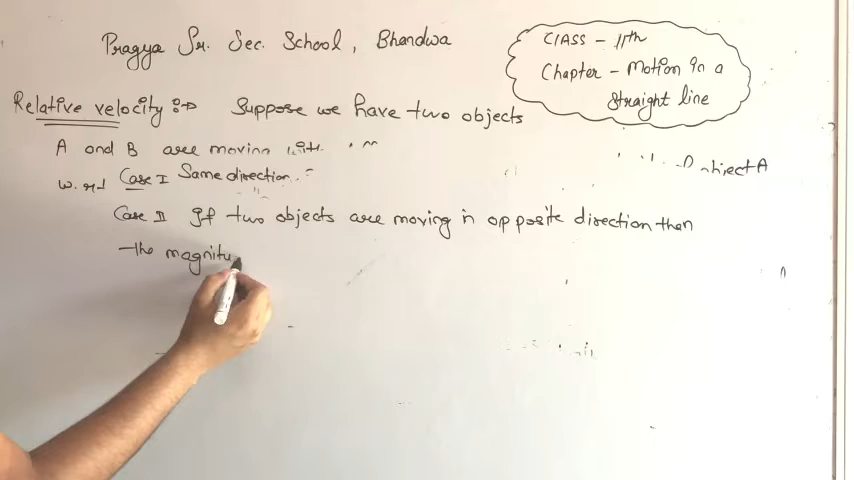 Pragya Sr. Sec. School, Bhandwa
CLASS - 11th
Chapter - Motion in a
straight line
Relative velocity :→ Suppose we have two objects
A and B are moving with
object A
w.r.t Case I Same direction.
Case II If two objects are moving in opposite direction then
the magnitu